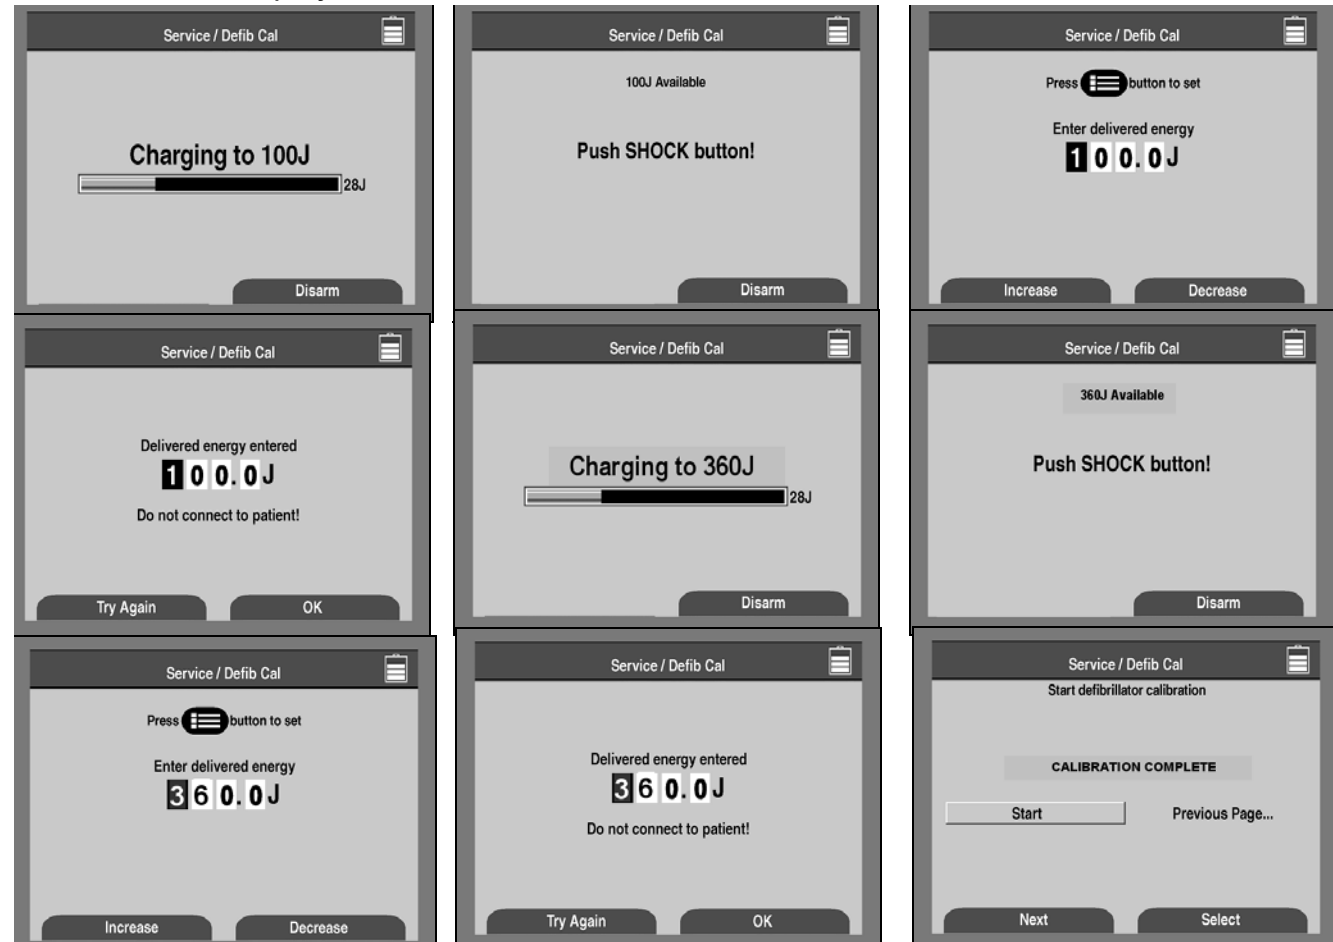 Service / Defib Cal
Charging to 100J
28J
Disarm
Service / Defib Cal
100J Available
Push SHOCK button!
Disarm
Service / Defib Cal
Press button to set
Enter delivered energy
100.0J
Increase Decrease
Service / Defib Cal
Delivered energy entered
100.0J
Do not connect to patient!
Try Again OK
Service / Defib Cal
Charging to 360J
28J
Disarm
Service / Defib Cal
360J Available
Push SHOCK button!
Disarm
Service / Defib Cal
Press button to set
Enter delivered energy
360.0J
Increase Decrease
Service / Defib Cal
Delivered energy entered
360.0J
Do not connect to patient!
Try Again OK
Service / Defib Cal
Start defibrillator calibration
CALIBRATION COMPLETE
Start Previous Page...
Next Select